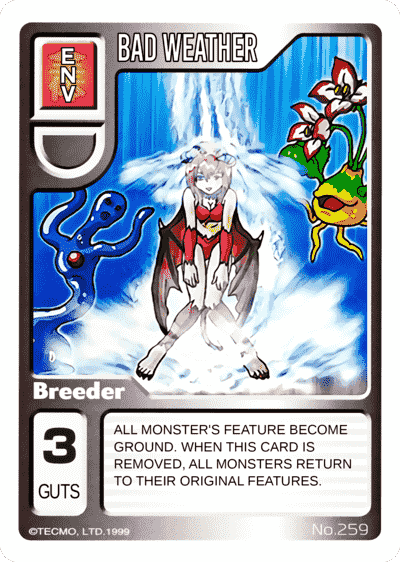 BAD WEATHER
ENV
Breeder
3
GUTS
ALL MONSTER'S FEATURE BECOME
GROUND. WHEN THIS CARD IS
REMOVED, ALL MONSTERS RETURN
TO THEIR ORIGINAL FEATURES.
©TECMO, LTD.1999
No.259